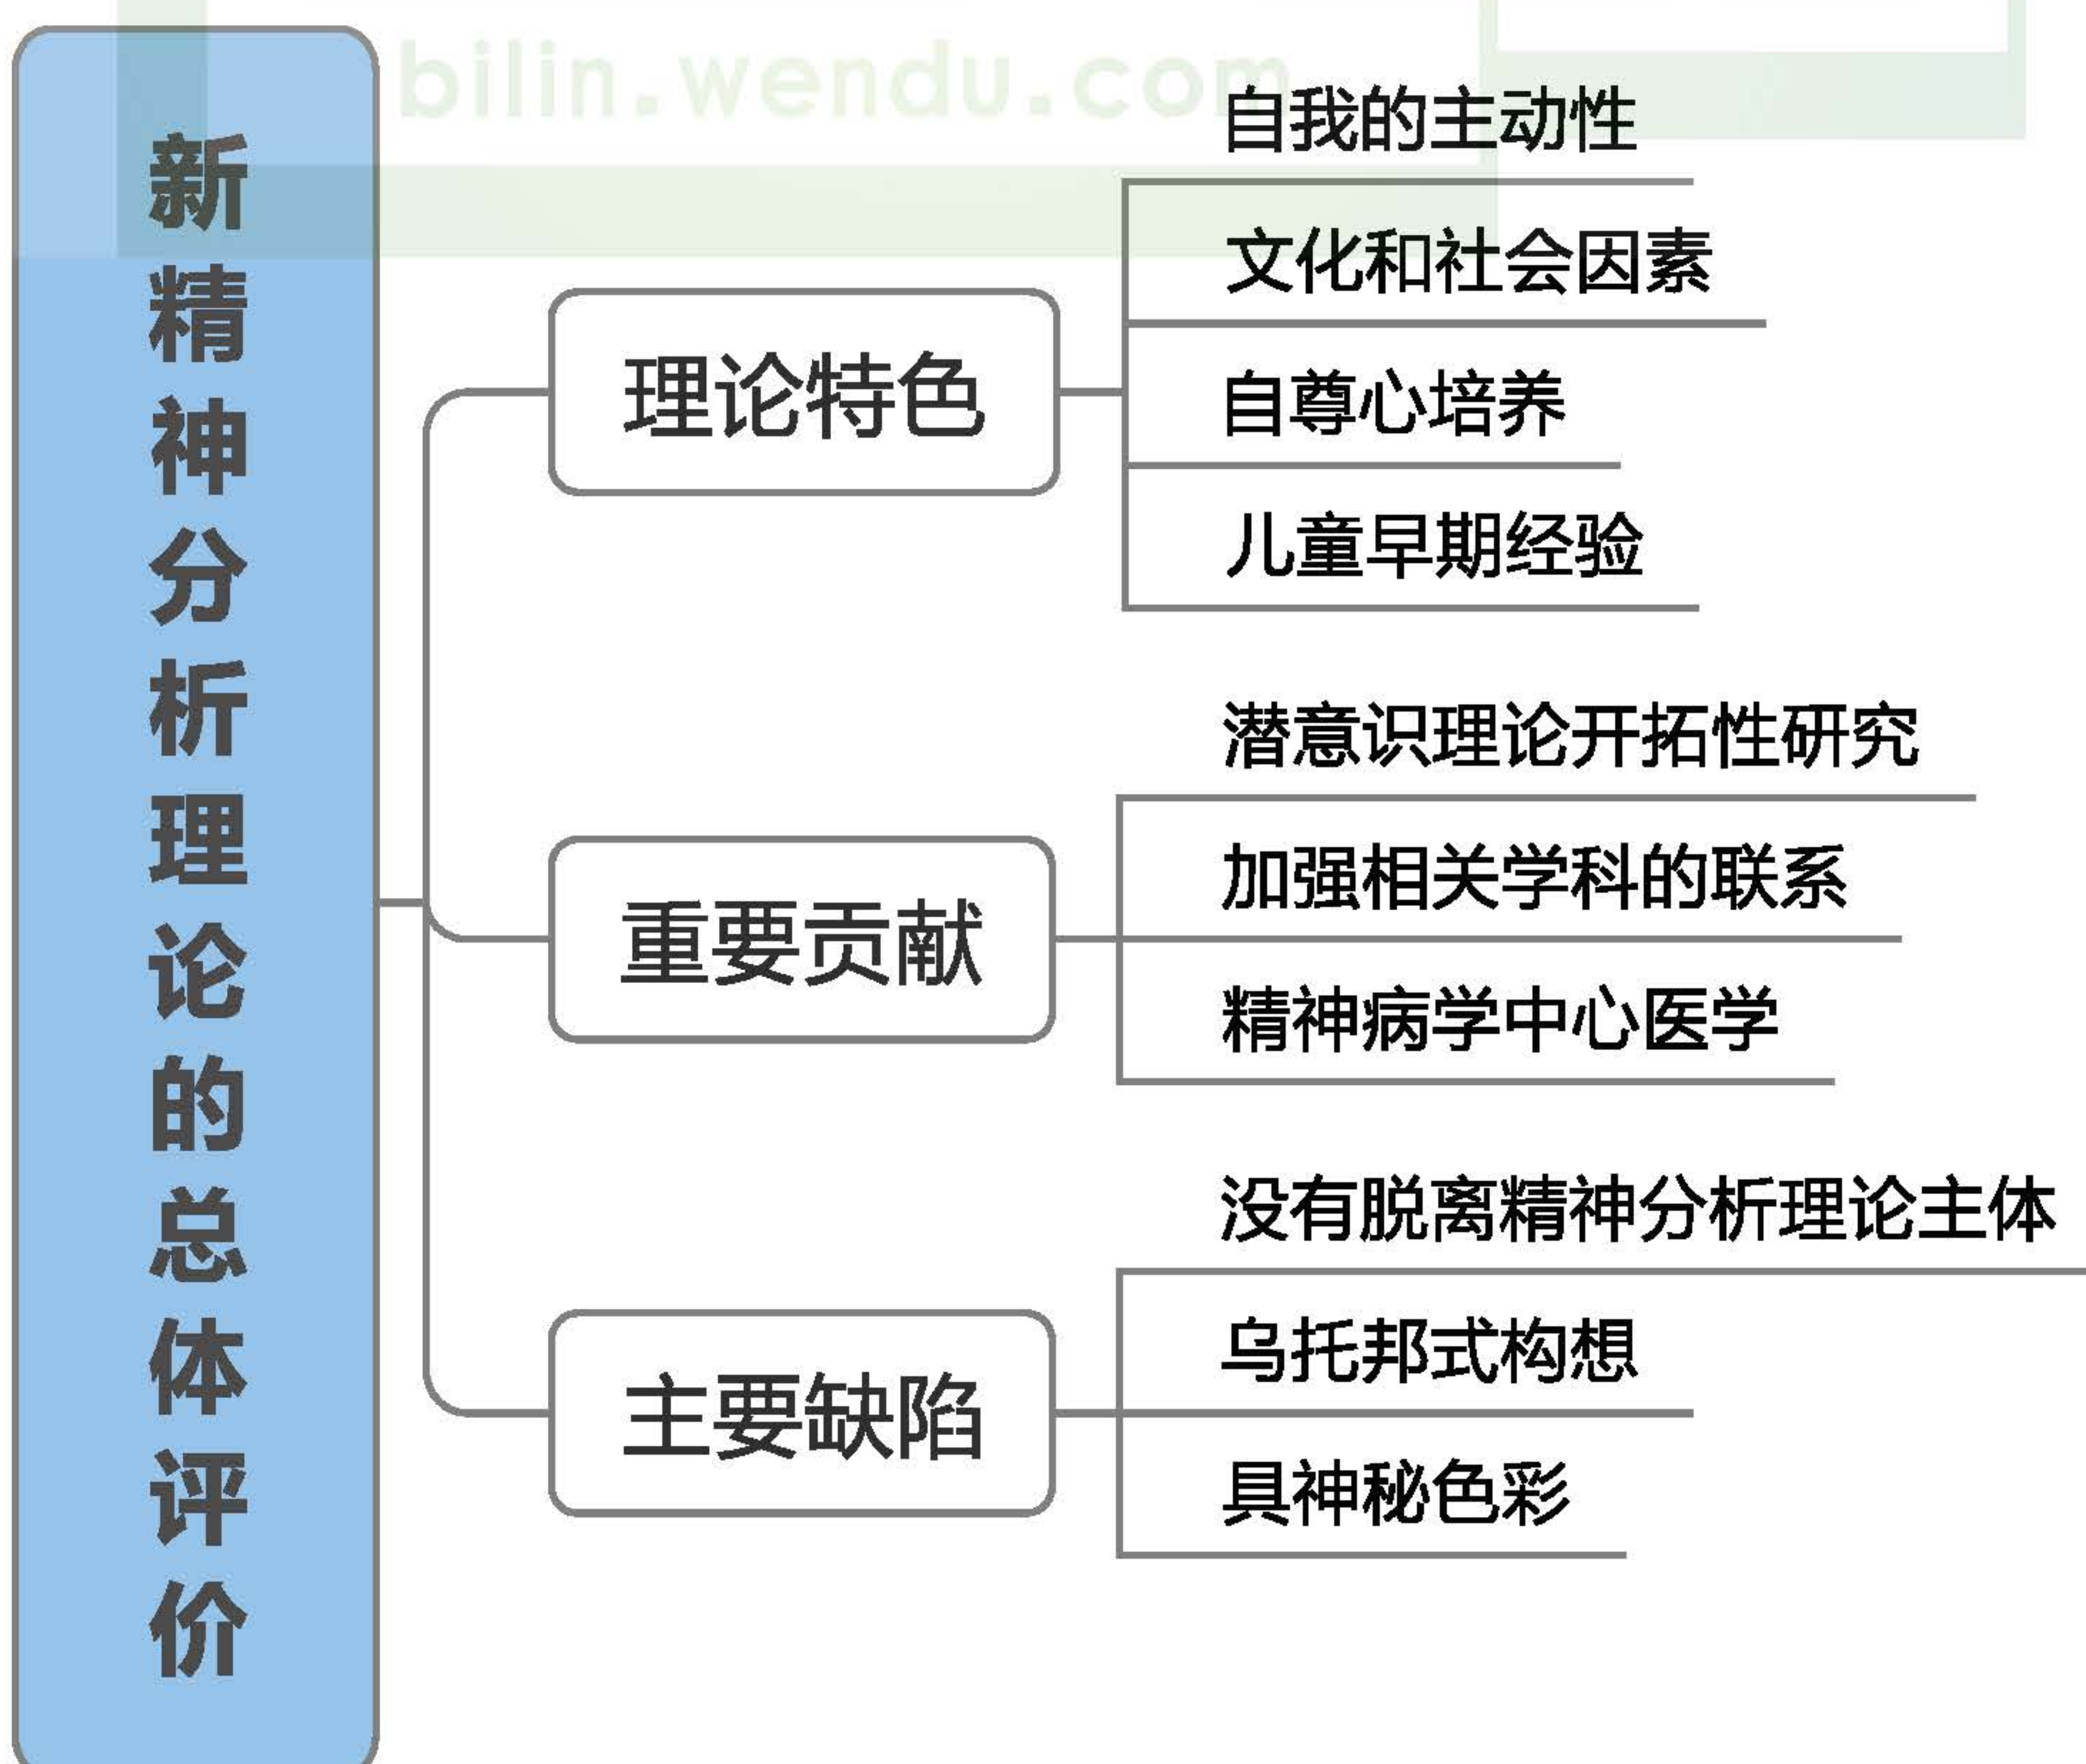 bilin.wendu.com
新精神分析理论的总体评价
理论特色
自我的主动性
文化和社会因素
自尊心培养
儿童早期经验
重要贡献
潜意识理论开拓性研究
加强相关学科的联系
精神病学中心医学
主要缺陷
没有脱离精神分析理论主体
乌托邦式构想
具神秘色彩